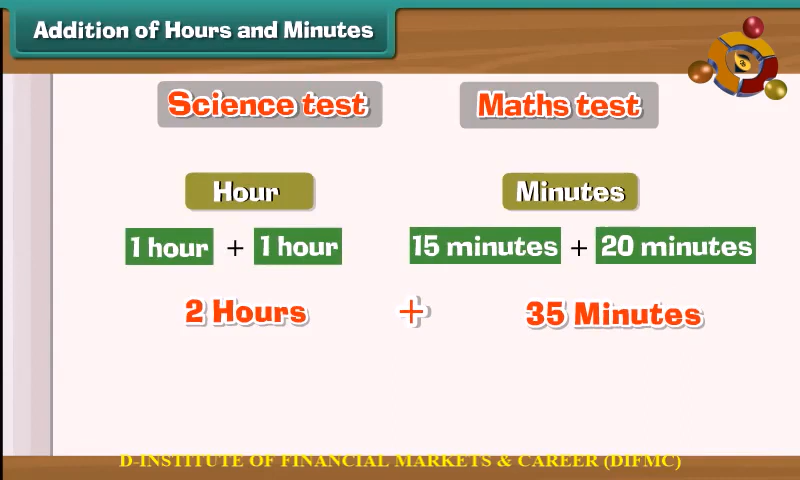 Addition of Hours and Minutes
Science test Maths test
Hour Minutes
1 hour + 1 hour 15 minutes + 20 minutes
2 Hours + 35 Minutes
D-INSTITUTE OF FINANCIAL MARKETS & CAREER (DIFMC)